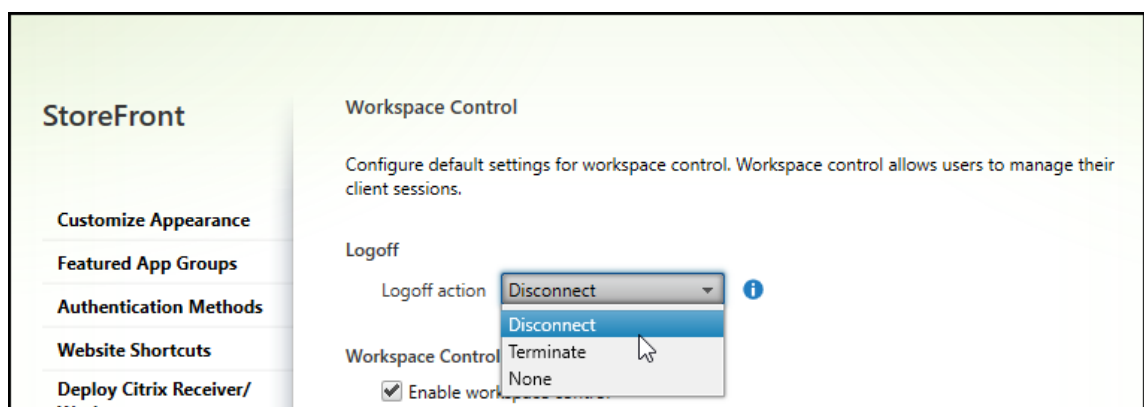 StoreFront
Customize Appearance
Featured App Groups
Authentication Methods
Website Shortcuts
Deploy Citrix Receiver/
Workspace Control
Configure default settings for workspace control. Workspace control allows users to manage their
client sessions.
Logoff
Logoff action Disconnect
Disconnect
Terminate
None
Workspace Control
Enable workspace control